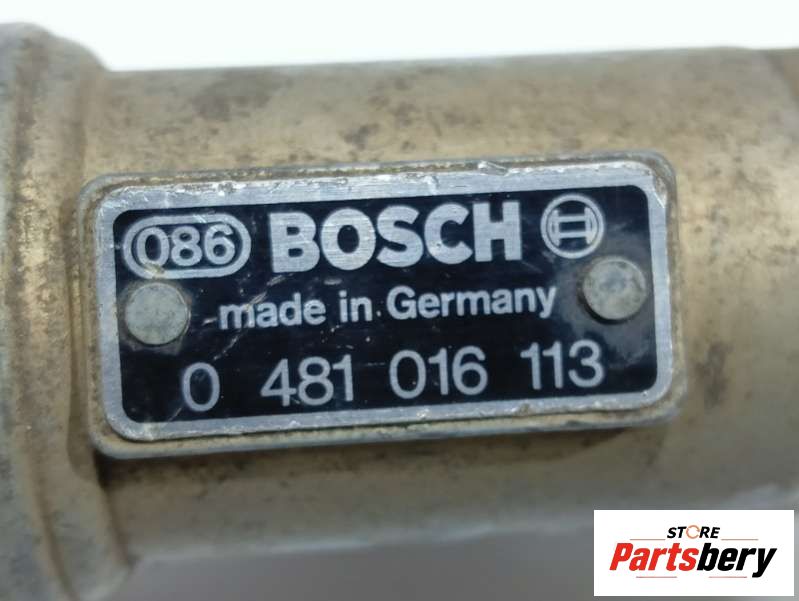 086 BOSCH
made in Germany
0 481 016 113
STORE
Partsbery